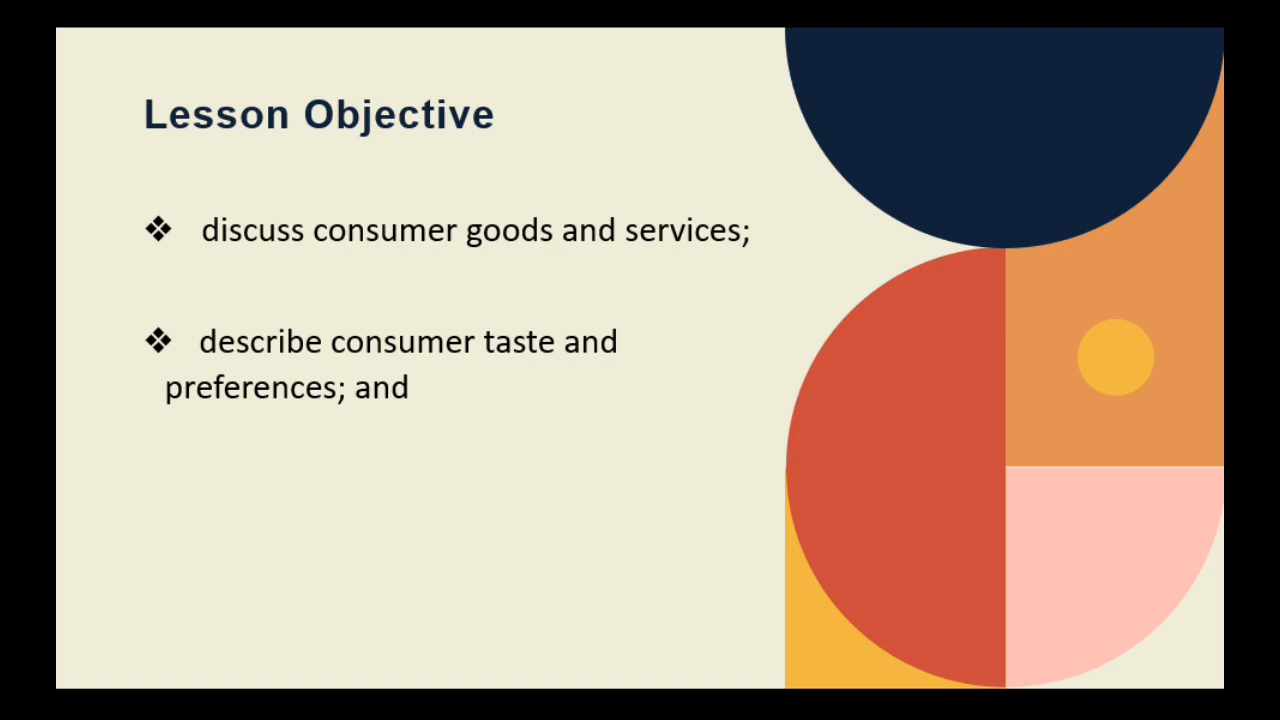 Lesson Objective
❖ discuss consumer goods and services;
❖ describe consumer taste and
preferences; and